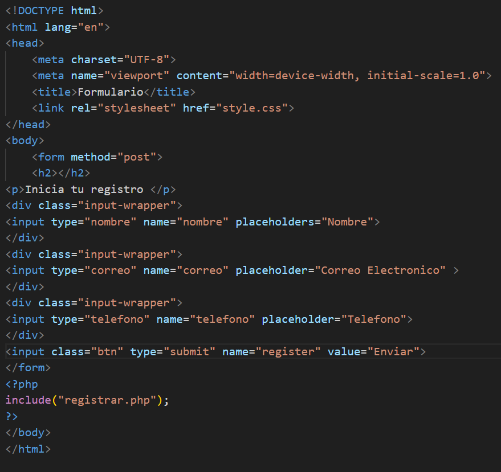 <!DOCTYPE html>
<html lang="en">
<head>
    <meta charset="UTF-8">
    <meta name="viewport" content="width=device-width, initial-scale=1.0">
    <title>Formulario</title>
    <link rel="stylesheet" href="style.css">
</head>
<body>
    <form method="post">
    <h2></h2>
<p>Inicia tu registro </p>
<div class="input-wrapper">
<input type="nombre" name="nombre" placeholders="Nombre">
</div>
<div class="input-wrapper">
<input type="correo" name="correo" placeholder="Correo Electronico" >
</div>
<div class="input-wrapper">
<input type="telefono" name="telefono" placeholder="Telefono">
</div>
<input class="btn" type="submit" name="register" value="Enviar">
</form>
<?php
include("registrar.php");
?>
</body>
</html>